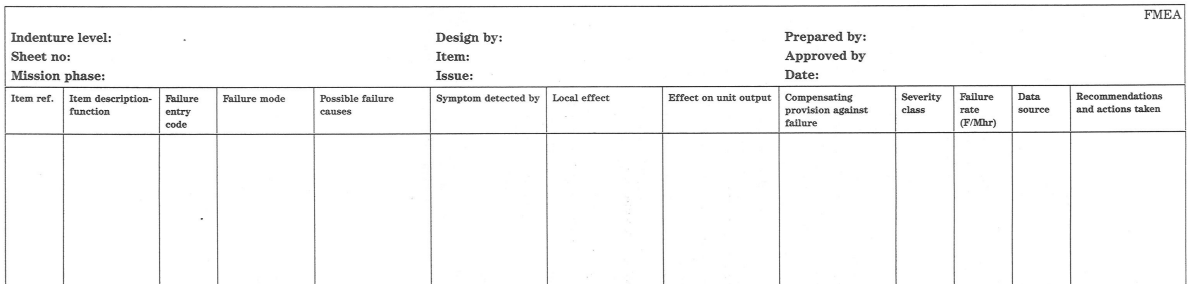 FMEA
Indenture level: Design by: Prepared by:
Sheet no: Item: Approved by
Mission phase: Issue: Date:
Item ref. Item description- Failure Failure mode Possible failure Symptom detected by Local effect Effect on unit output Compensating Severity Failure Data Recommendations
function entry causes provision against class rate source and actions taken
code failure (F/Mhr)